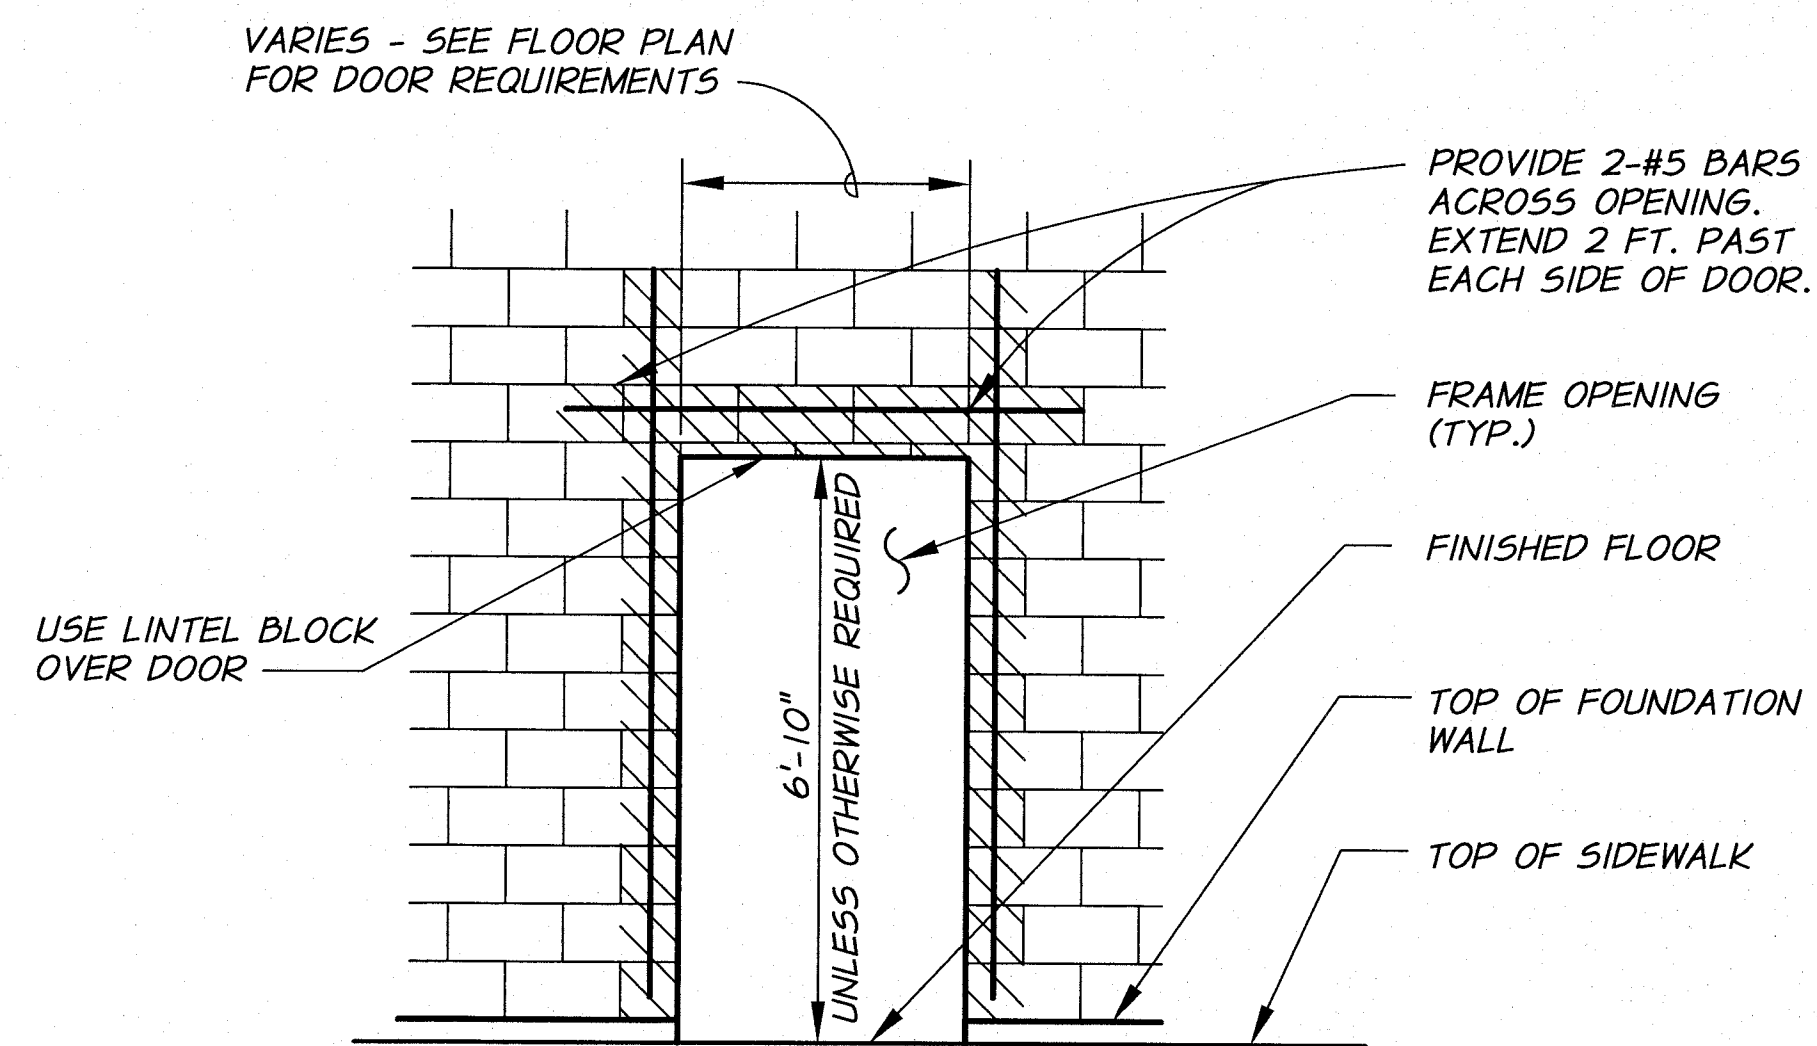 VARIES - SEE FLOOR PLAN
FOR DOOR REQUIREMENTS
PROVIDE 2-#5 BARS
ACROSS OPENING.
EXTEND 2 FT. PAST
EACH SIDE OF DOOR.
FRAME OPENING
(TYP.)
FINISHED FLOOR
USE LINTEL BLOCK
OVER DOOR
6'-10"
UNLESS OTHERWISE REQUIRED
TOP OF FOUNDATION
WALL
TOP OF SIDEWALK